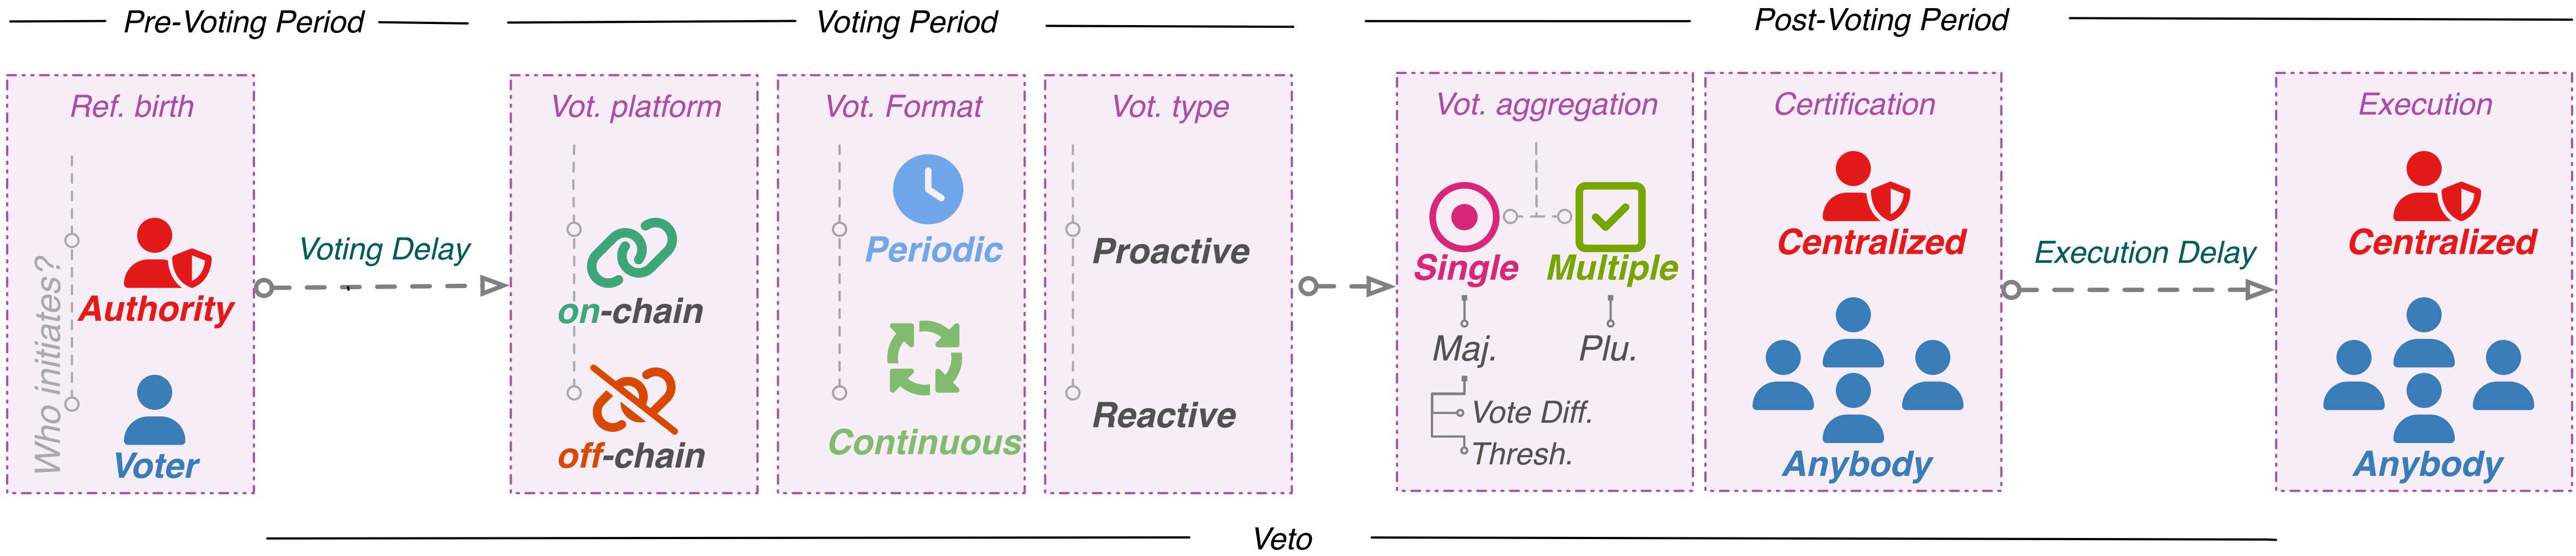 Pre-Voting Period
Voting Period
Post-Voting Period
Ref. birth
Who initiates?
Authority
Voter
Voting Delay
Vot. platform
on-chain
off-chain
Vot. Format
Periodic
Continuous
Vot. type
Proactive
Reactive
Vot. aggregation
Single
Multiple
Maj.
Plu.
Vote Diff.
Thresh.
Certification
Centralized
Anybody
Execution Delay
Execution
Centralized
Anybody
Veto